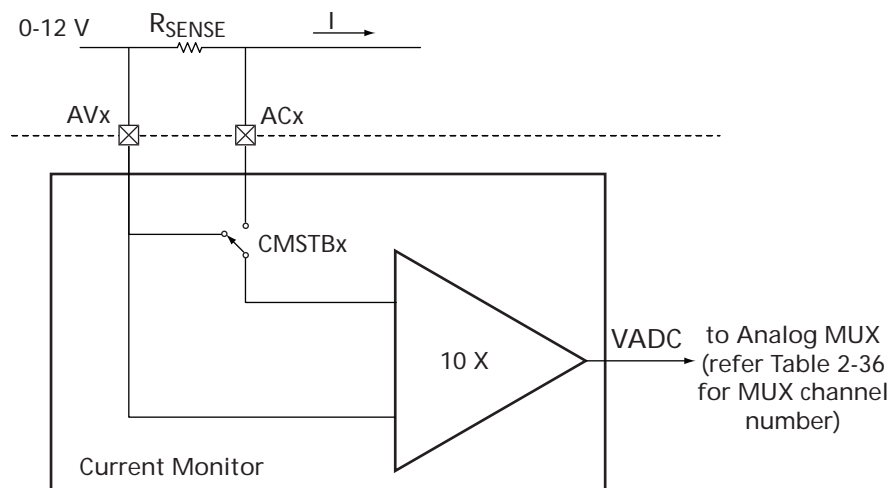 0-12 V
RSENSE
I
AVx
ACx
CMSTBx
10 X
VADC
to Analog MUX
(refer Table 2-36
for MUX channel
number)
Current Monitor